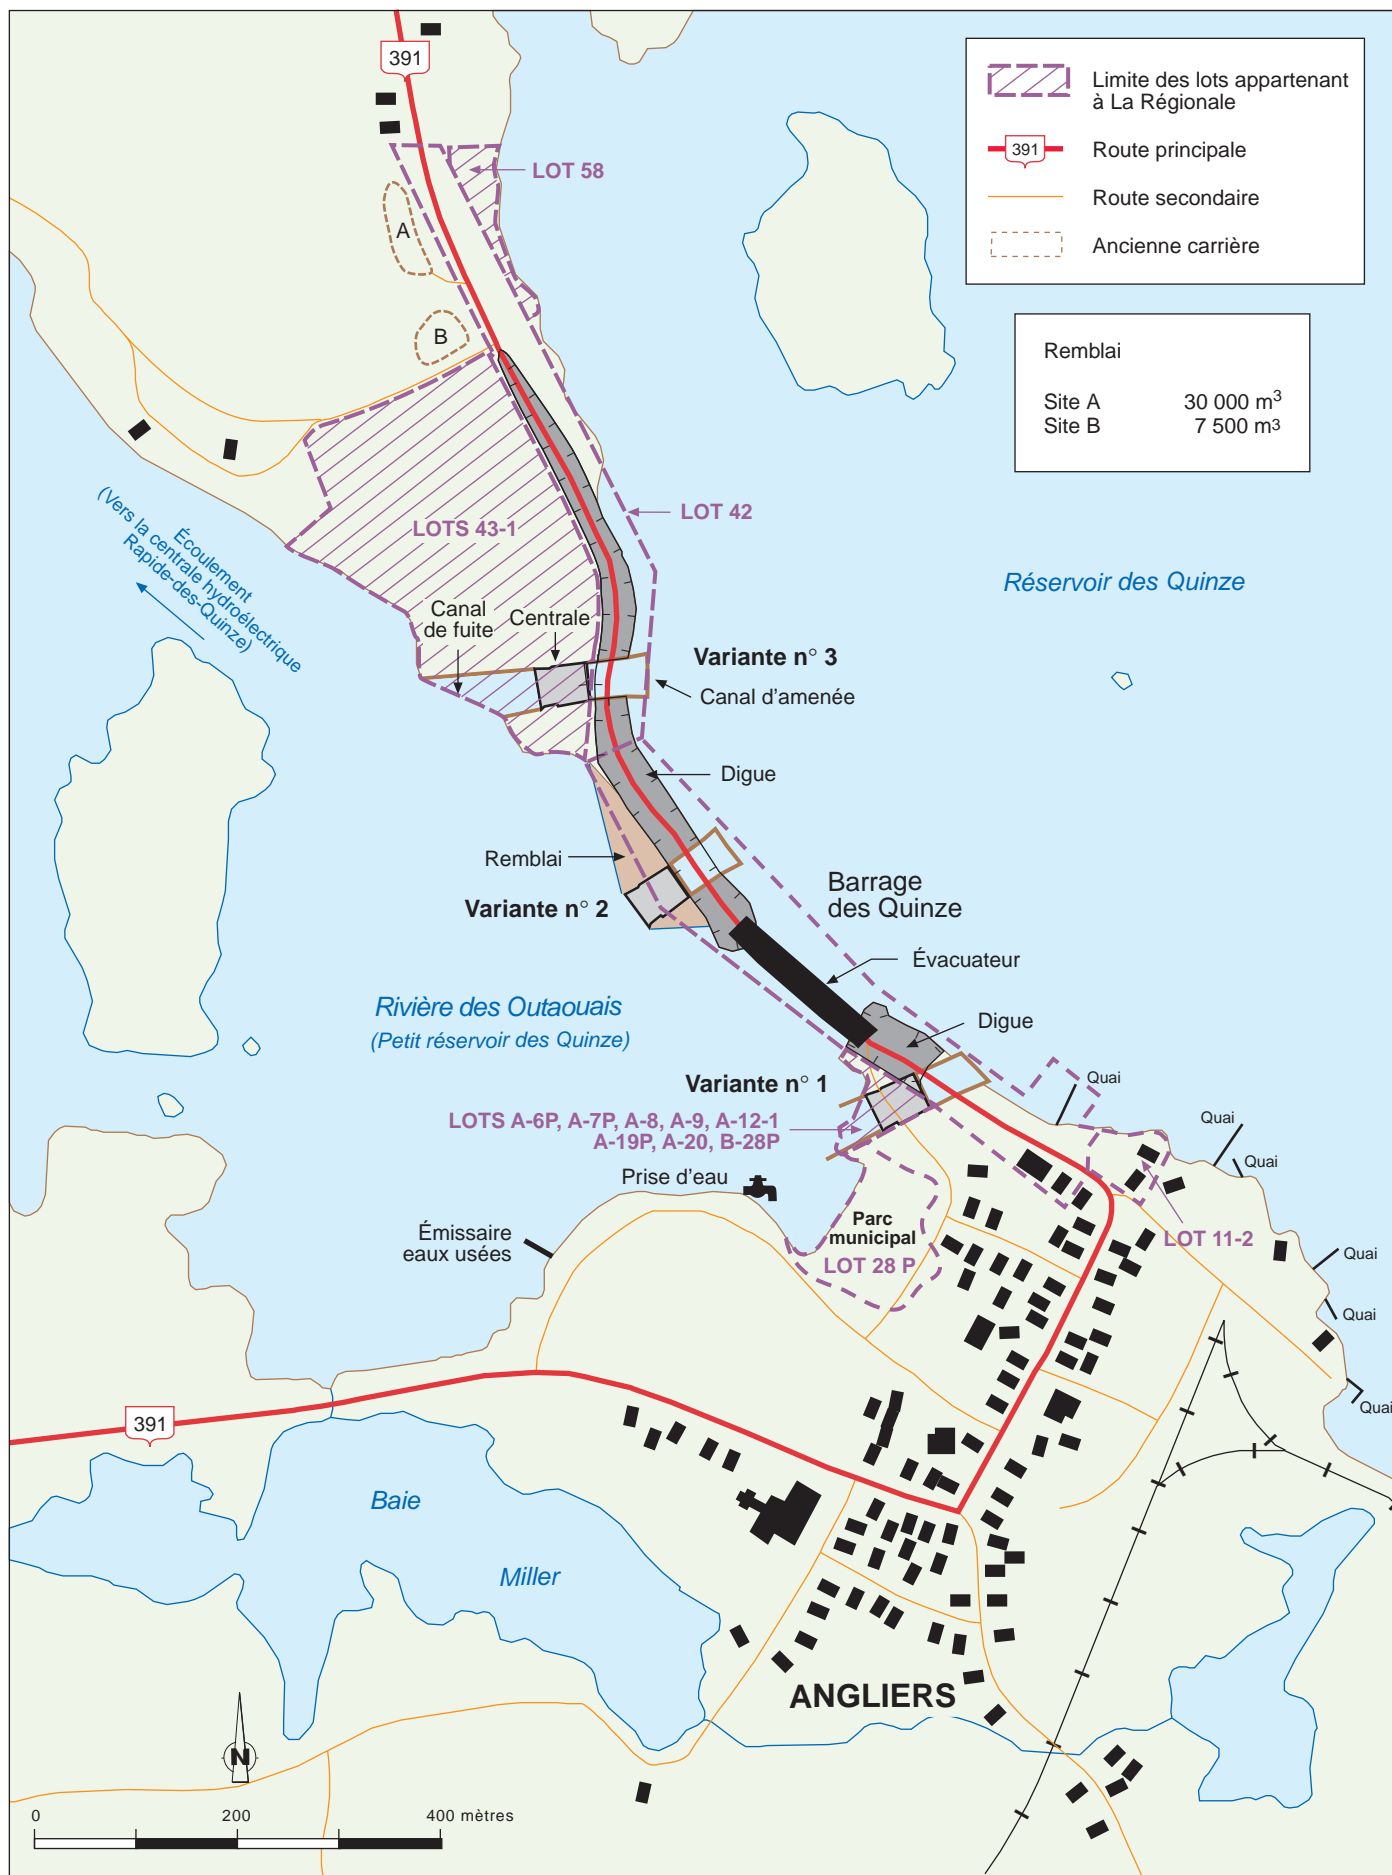 391
Limite des lots appartenant
à La Régionale
391
Route principale
Route secondaire
Ancienne carrière
Remblai
Site A 30 000 m³
Site B 7 500 m³
LOT 58
A
B
LOT 42
LOTS 43-1
Écoulement
(Vers la centrale hydroélectrique
Rapide-des-Quinze)
Réservoir des Quinze
Canal
de fuite
Centrale
Variante n° 3
Canal d'amenée
Digue
Remblai
Variante n° 2
Barrage
des Quinze
Évacuateur
Rivière des Outaouais
(Petit réservoir des Quinze)
Digue
Variante n° 1
Quai
LOTS A-6P, A-7P, A-8, A-9, A-12-1
A-19P, A-20, B-28P
Quai
Quai
Prise d'eau
Parc
municipal
LOT 28 P
LOT 11-2
Émissaire
eaux usées
Quai
Quai
Quai
391
Baie
Miller
ANGLIERS
N
0 200 400 mètres